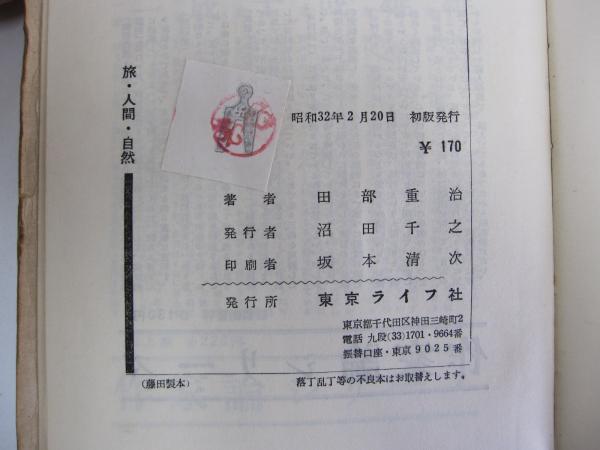 旅・人間・自然
昭和32年2月20日 初版発行
¥ 170
著者 田部重治
発行者 沼田千之
印刷者 坂本清次
発行所 東京ライフ社
東京都千代田区神田三崎町2
電話 九段(33)1701・9664番
振替口座・東京9025番
(藤田製本)
落丁乱丁等の不良本はお取替えします。